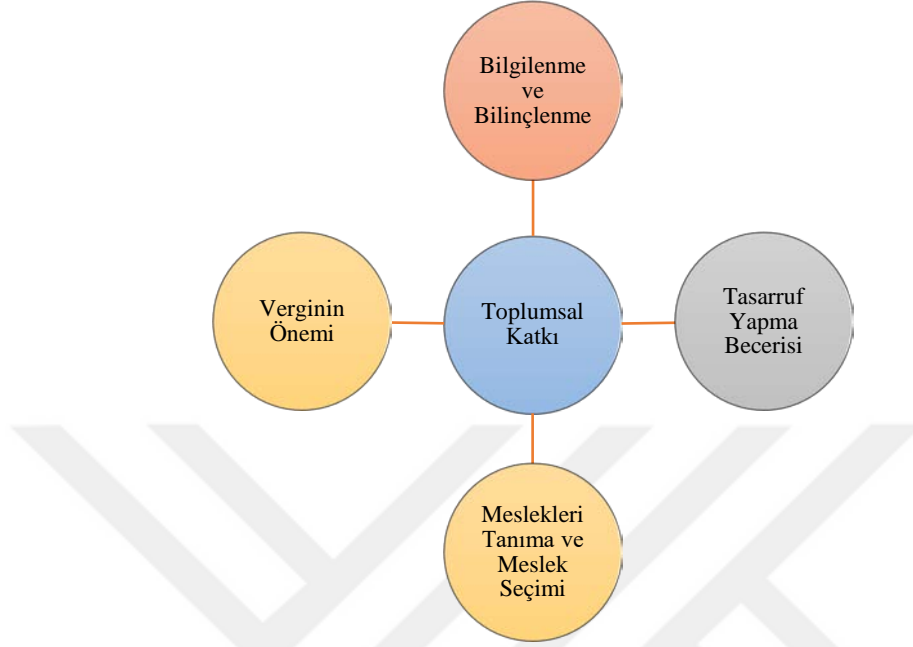 Bilgilenme
ve
Bilinçlenme
Verginin
Önemi
Toplumsal
Katkı
Tasarruf
Yapma
Becerisi
Meslekleri
Tanıma ve
Meslek
Seçimi